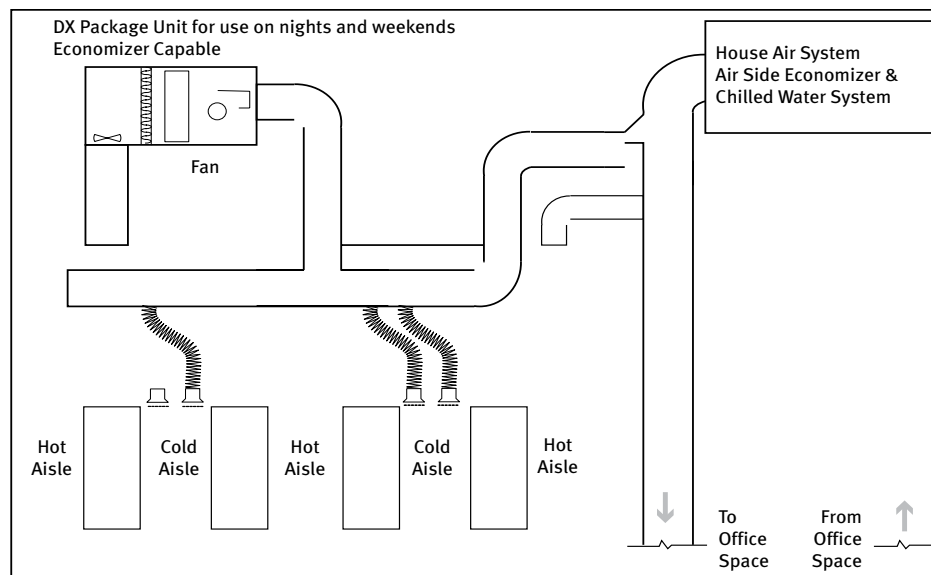 DX Package Unit for use on nights and weekends
Economizer Capable
House Air System
Air Side Economizer &
Chilled Water System
Fan
Hot
Aisle
Cold
Aisle
Hot
Aisle
Cold
Aisle
Hot
Aisle
To
Office
Space
From
Office
Space